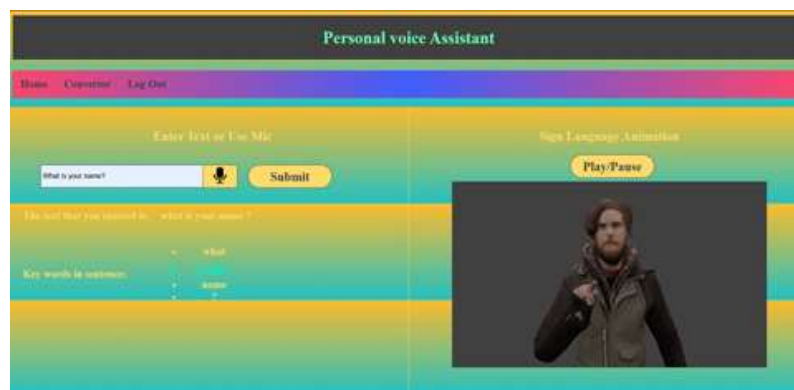 Personal voice Assistant
Home Converter Log Out
Enter Text or Use Mic
What is your name?
Submit
The text that you entered is: what is your name ?
Key words in sentence:
what
name
?
Sign Language Animation
Play/Pause